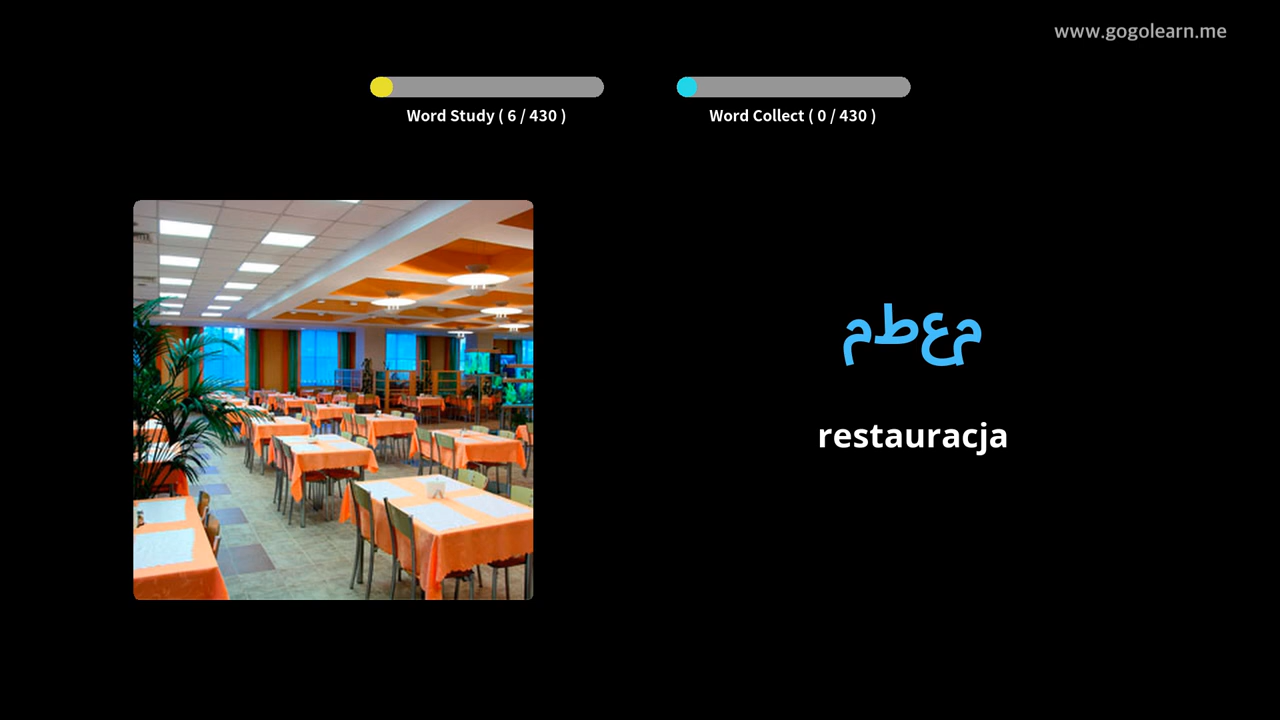 www.gogolearn.me
Word Study ( 6 / 430 )
Word Collect ( 0 / 430 )
مطعم
restauracja